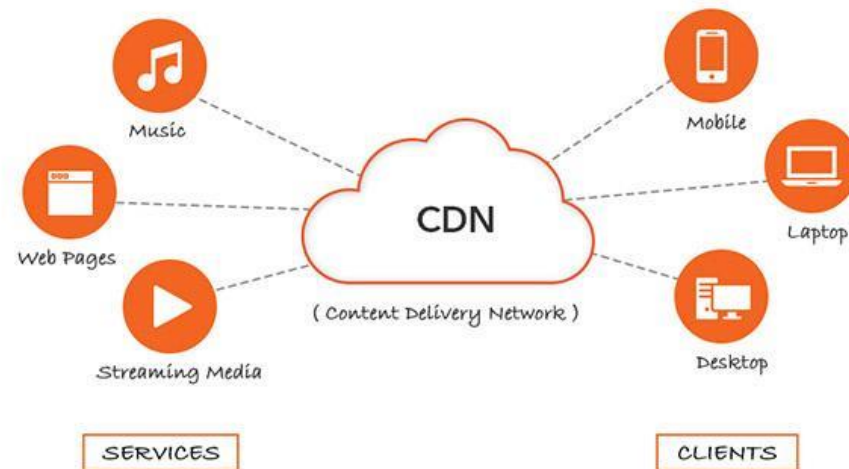 Music
Web Pages
Streaming Media
SERVICES
CDN
( Content Delivery Network )
Mobile
Laptop
Desktop
CLIENTS